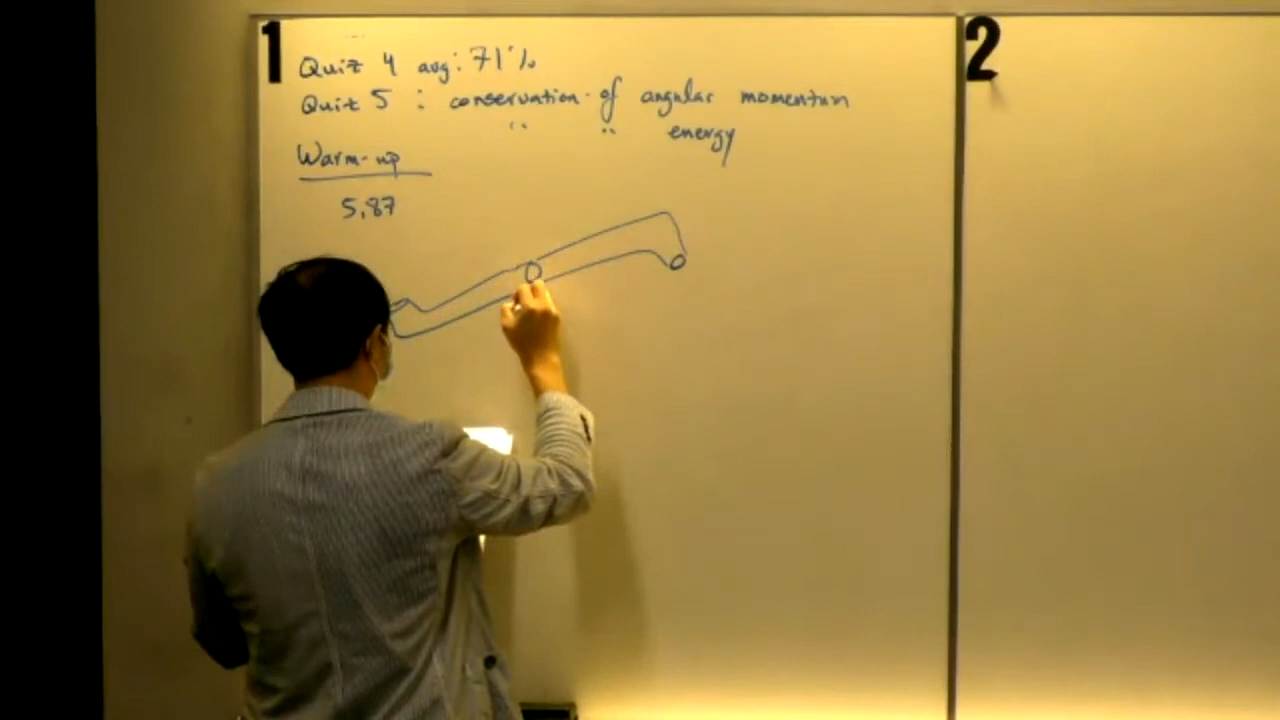 1
Quiz 4 avg: 71%
Quiz 5 : conservation of angular momentum
" " energy
Warm-up
5.87
2